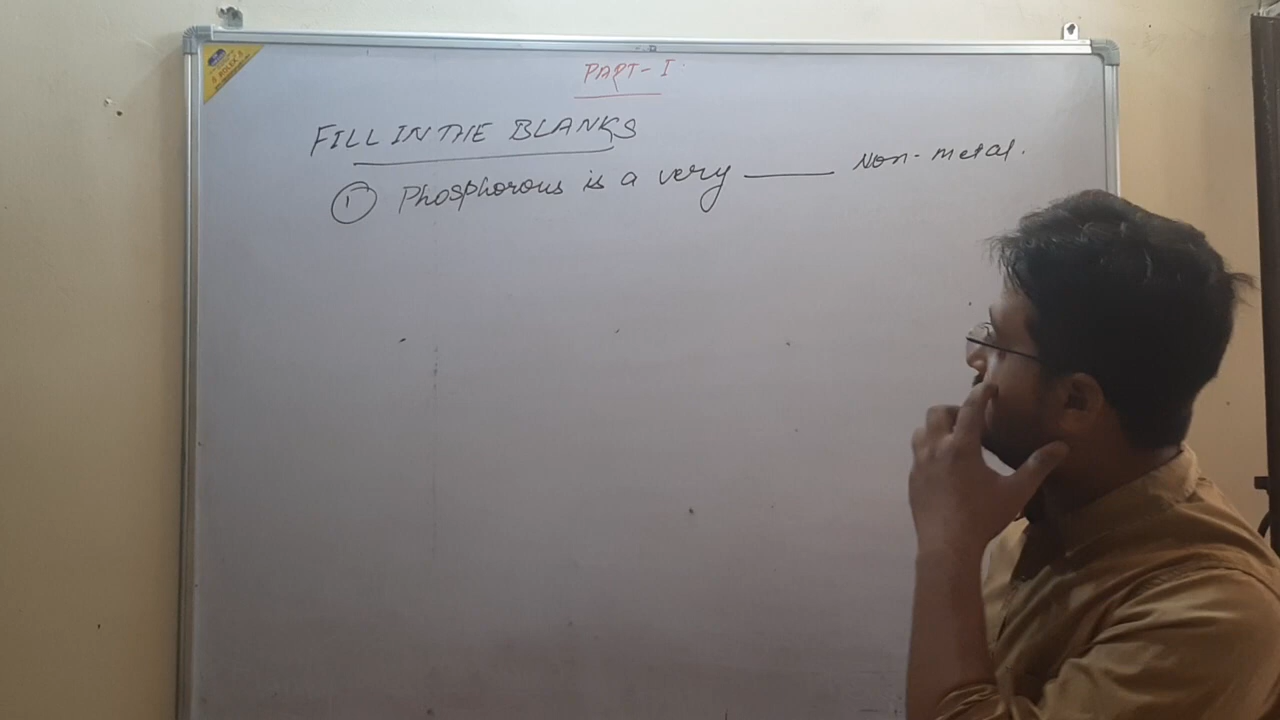 PART-I
FILL IN THE BLANKS
① Phosphorous is a very ____ Non-metal.